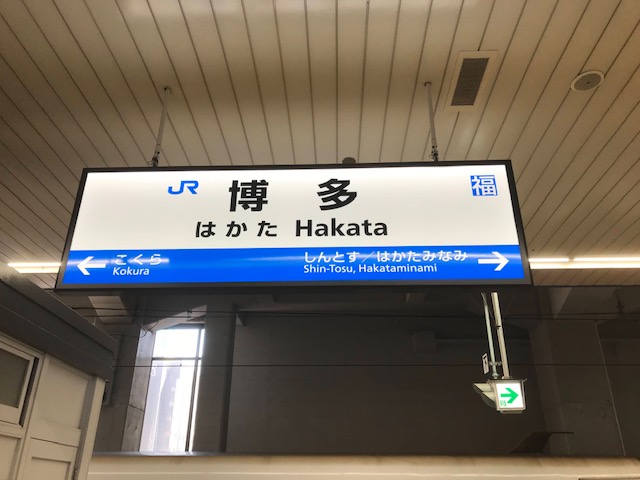 JR 博多 福
はかた Hakata
← こくら しんとす／はかたみなみ →
Kokura Shin-Tosu, Hakataminami